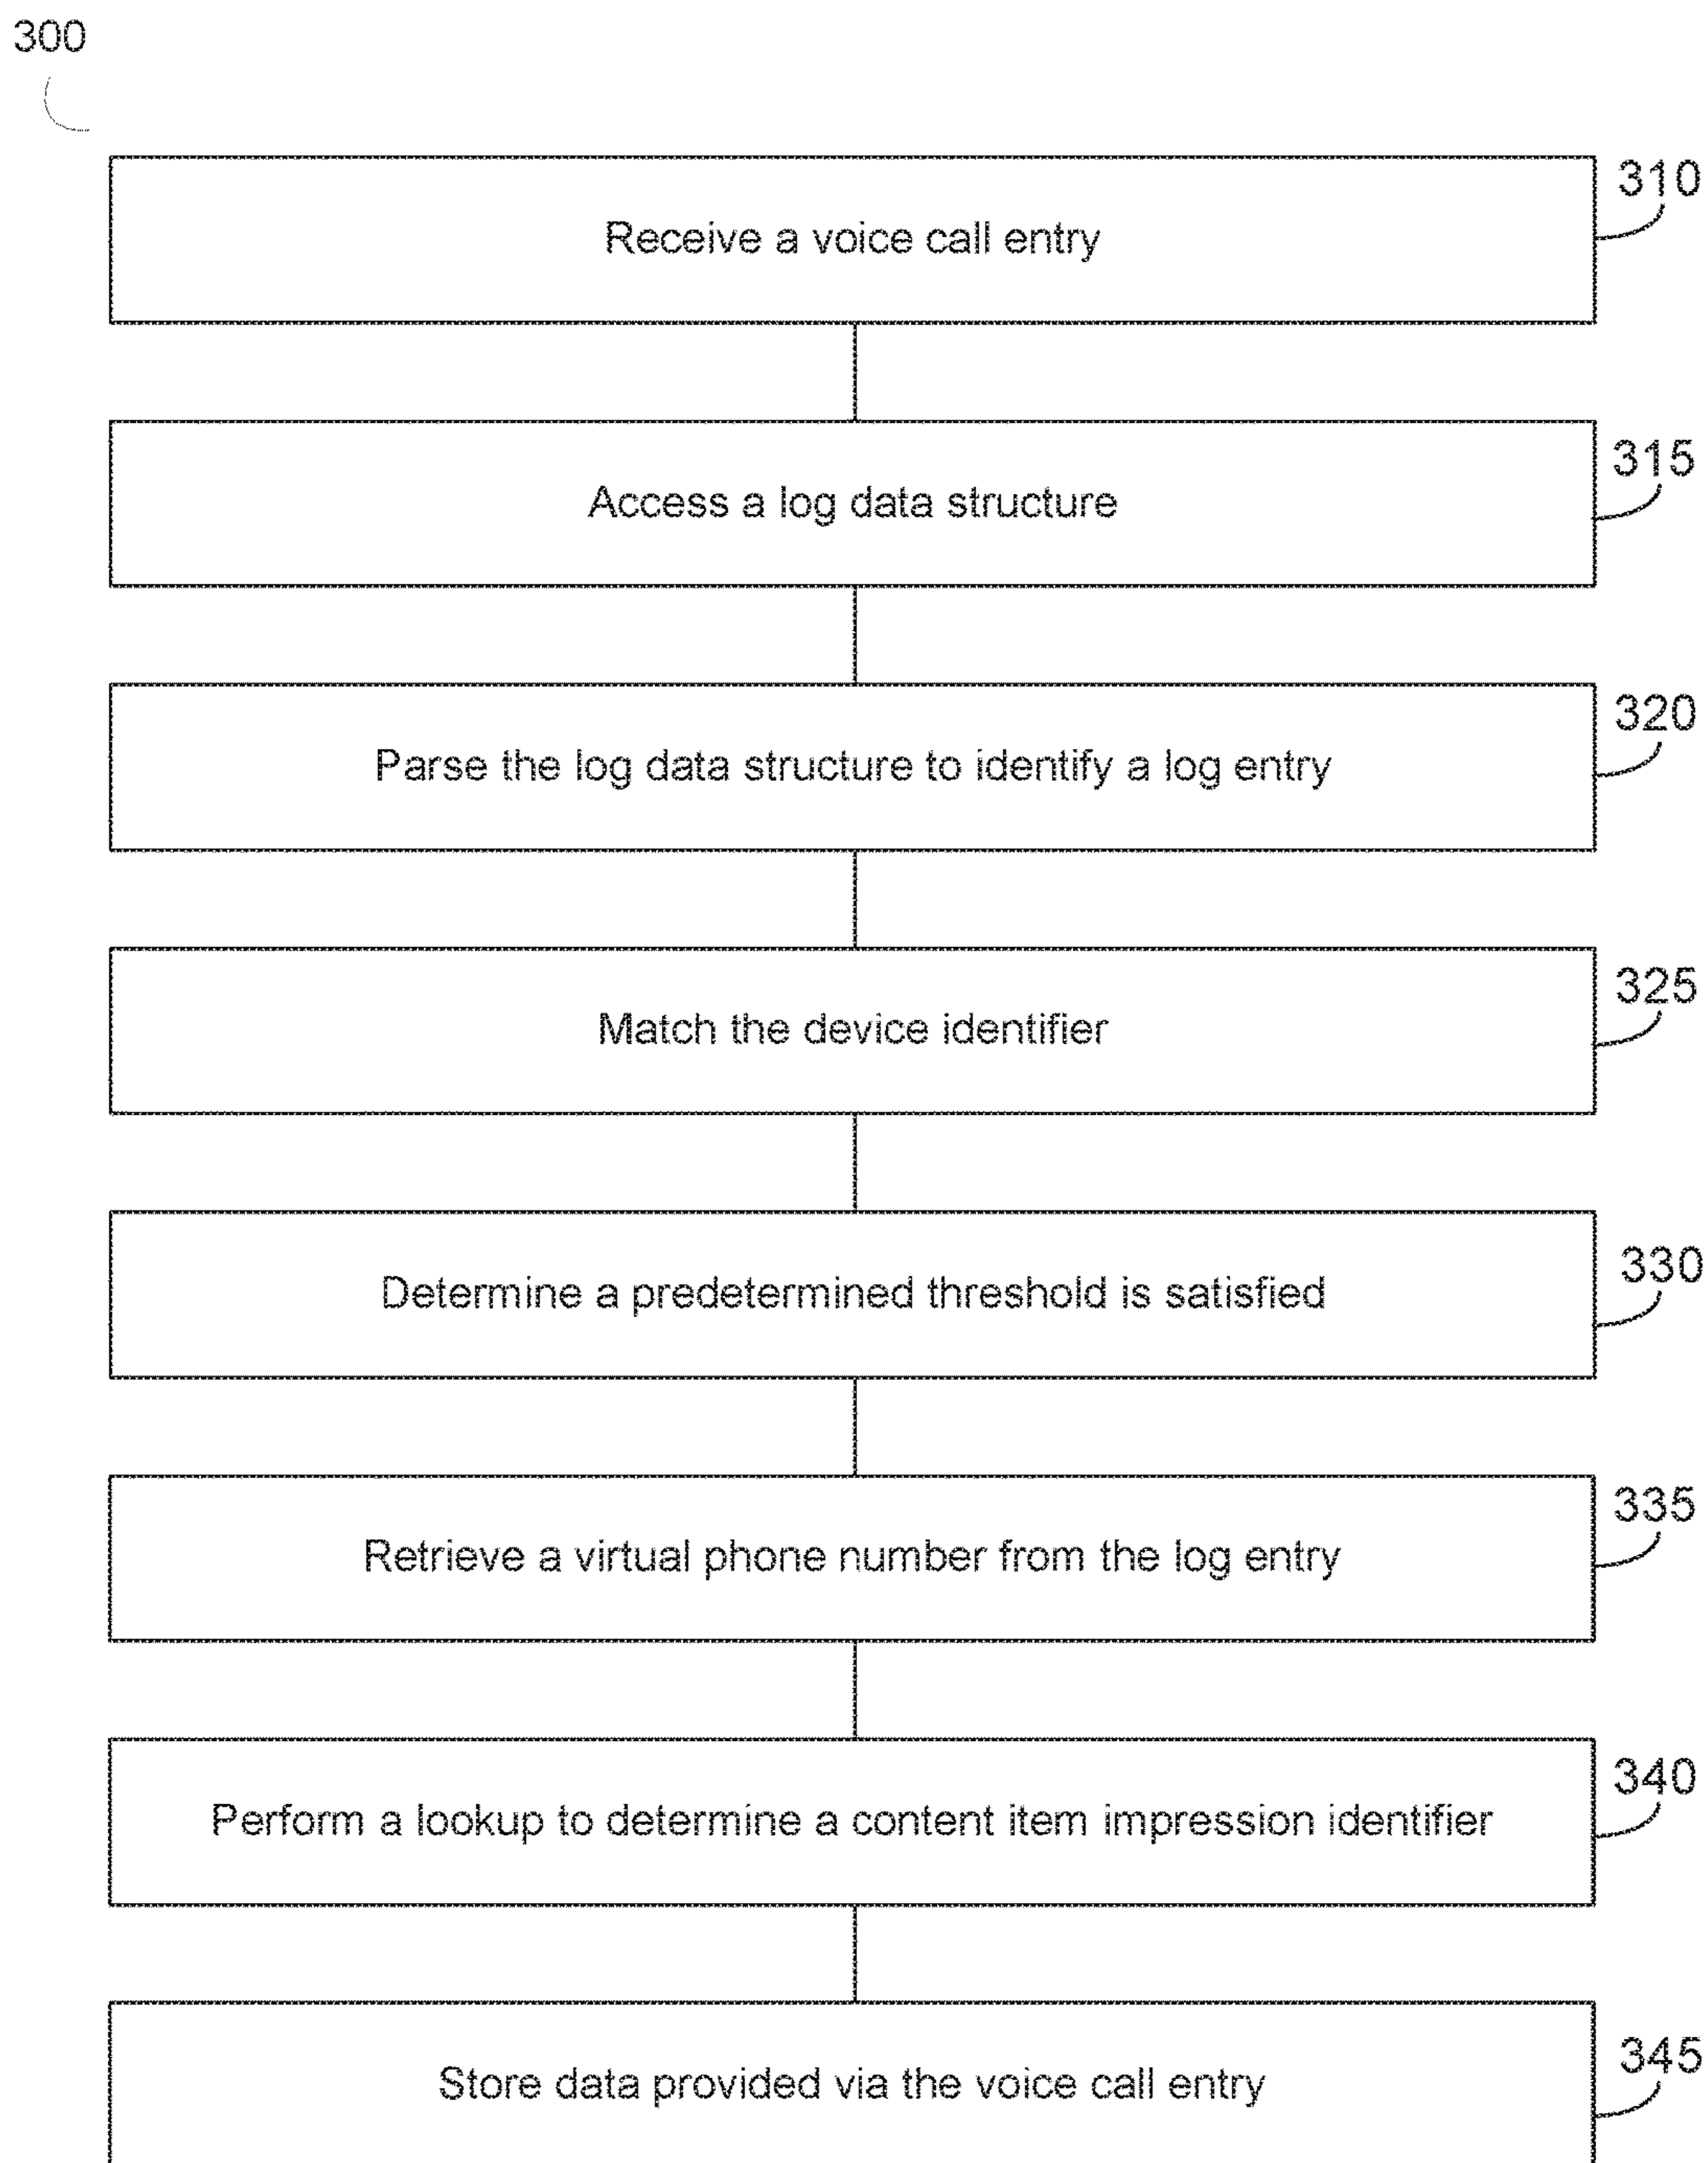 300
310
Receive a voice call entry
315
Access a log data structure
320
Parse the log data structure to identify a log entry
325
Match the device identifier
330
Determine a predetermined threshold is satisfied
335
Retrieve a virtual phone number from the log entry
340
Perform a lookup to determine a content item impression identifier
345
Store data provided via the voice call entry